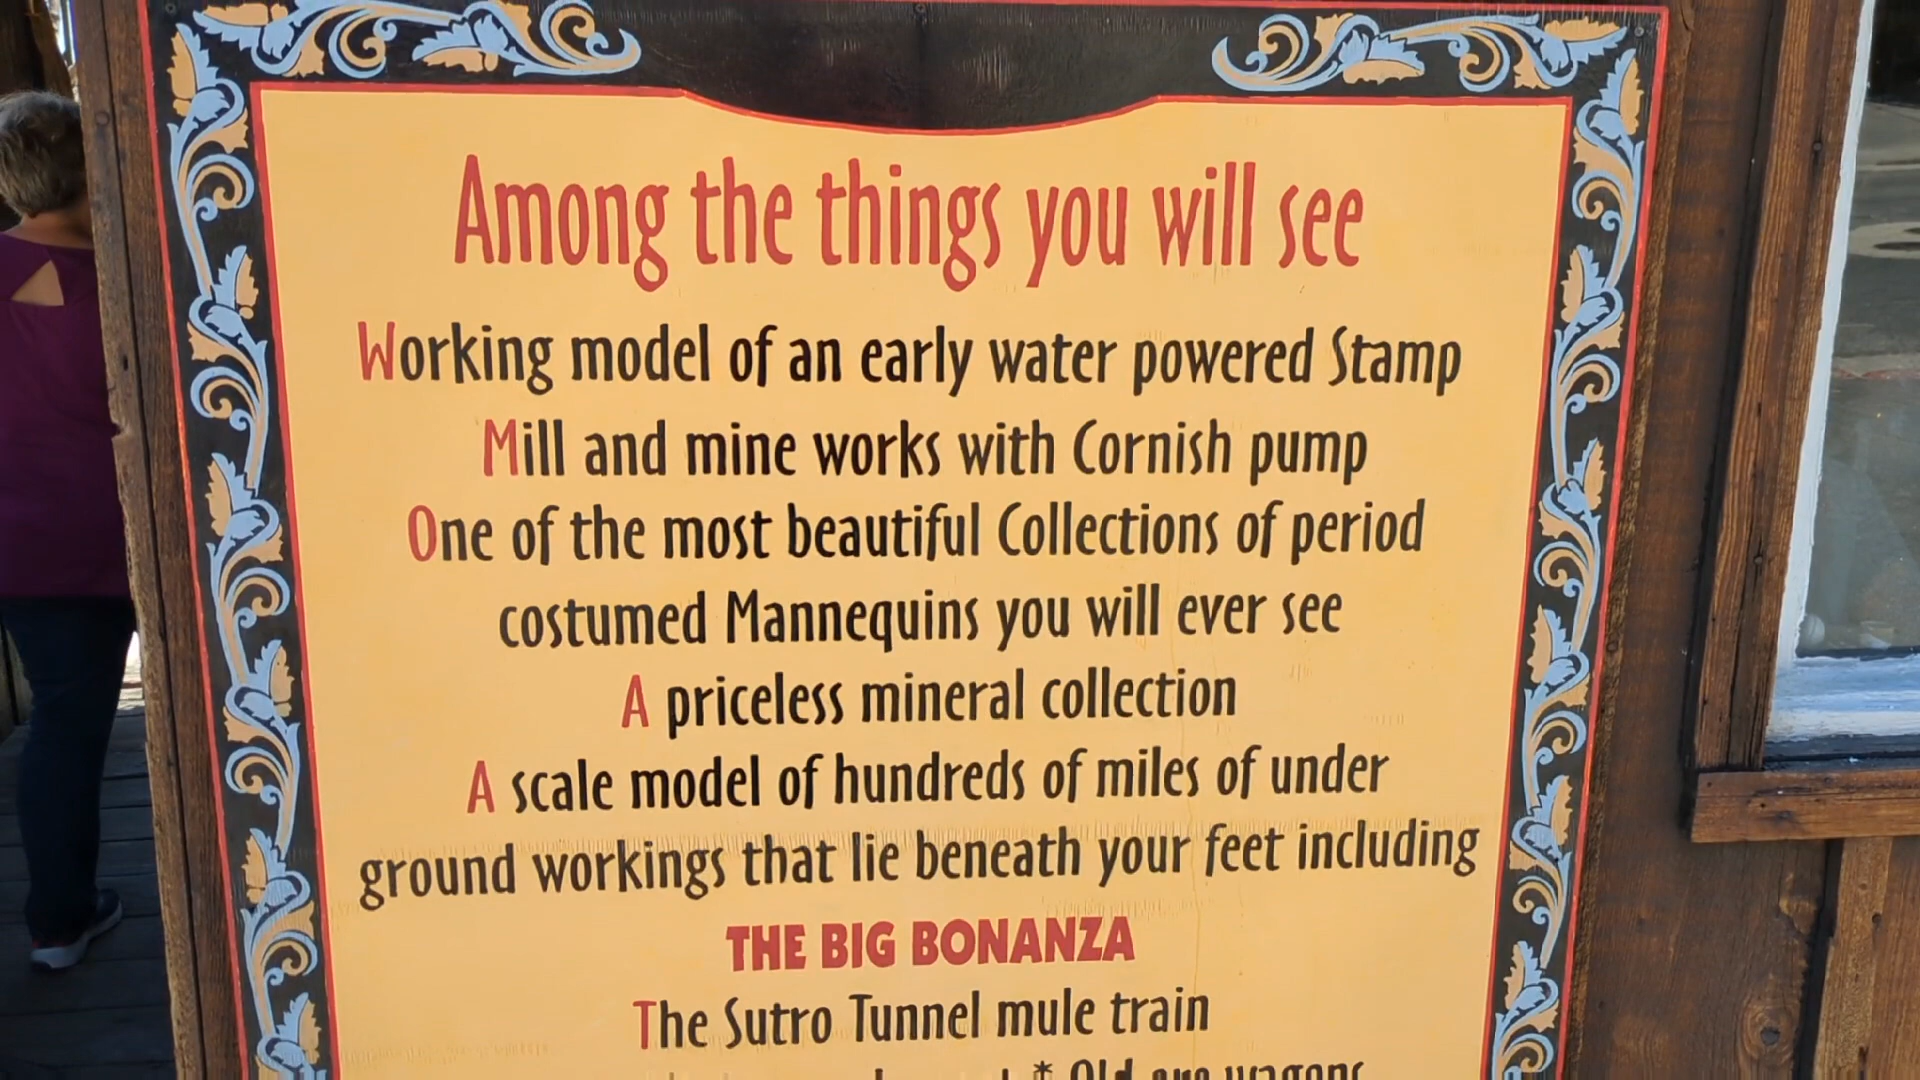 Among the things you will see
Working model of an early water powered Stamp
Mill and mine works with Cornish pump
One of the most beautiful Collections of period
costumed Mannequins you will ever see
A priceless mineral collection
A scale model of hundreds of miles of under
ground workings that lie beneath your feet including
THE BIG BONANZA
The Sutro Tunnel mule train
* Old